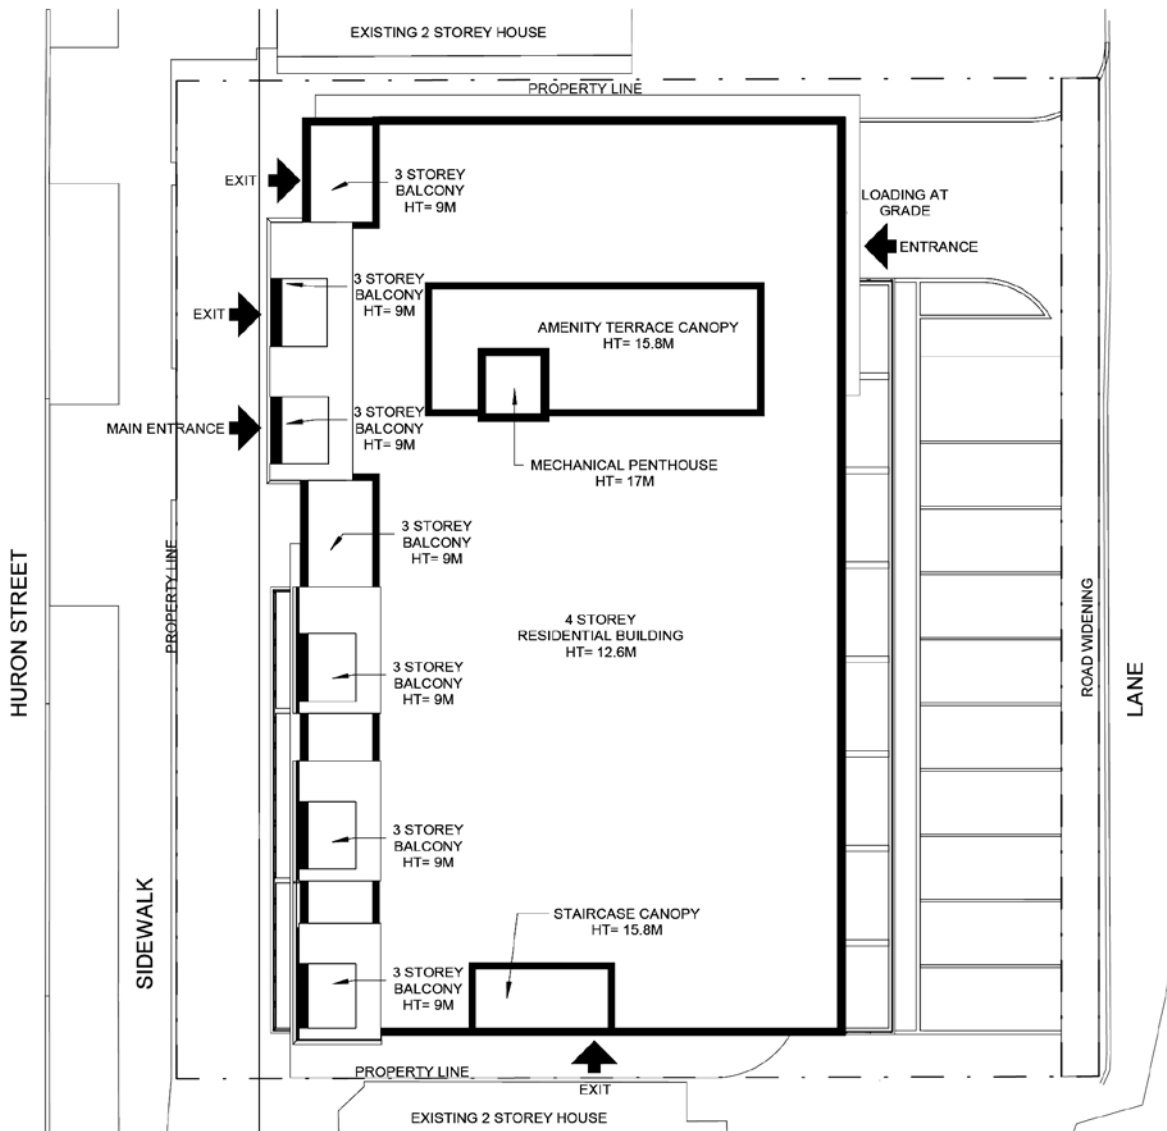 EXISTING 2 STOREY HOUSE
PROPERTY LINE
EXIT
3 STOREY
BALCONY
HT= 9M
LOADING AT
GRADE
ENTRANCE
3 STOREY
BALCONY
HT= 9M
EXIT
AMENITY TERRACE CANOPY
HT= 15.8M
3 STOREY
BALCONY
HT= 9M
MAIN ENTRANCE
MECHANICAL PENTHOUSE
HT= 17M
3 STOREY
BALCONY
HT= 9M
PROPERTY LINE
HURON STREET
4 STOREY
RESIDENTIAL BUILDING
HT= 12.6M
ROAD WIDENING
LANE
3 STOREY
BALCONY
HT= 9M
3 STOREY
BALCONY
HT= 9M
SIDEWALK
STAIRCASE CANOPY
HT= 15.8M
3 STOREY
BALCONY
HT= 9M
PROPERTY LINE
EXIT
EXISTING 2 STOREY HOUSE